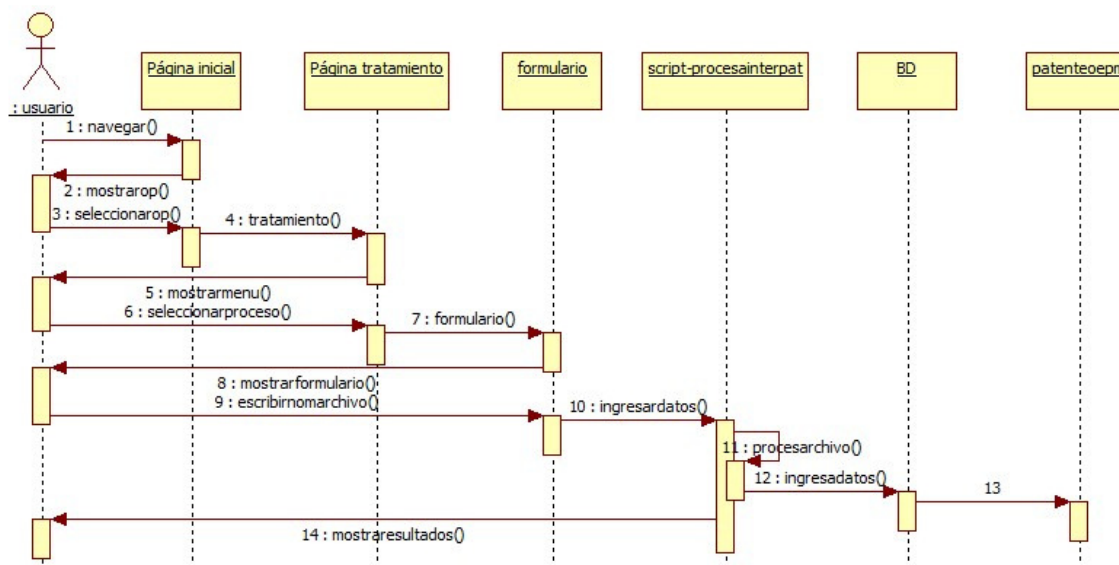 Página inicial
Página tratamiento
formulario
script-procesainterpat
BD
patenteoepm
: usuario
1 : navegar()
2 : mostrarop()
3 : seleccionarop()
4 : tratamiento()
5 : mostrarmenu()
6 : seleccionarproceso()
7 : formulario()
8 : mostrarformulario()
9 : escribirnomarchivo()
10 : ingresardatos()
11 : procesarchivo()
12 : ingresadatos()
13
14 : mostraresultados()